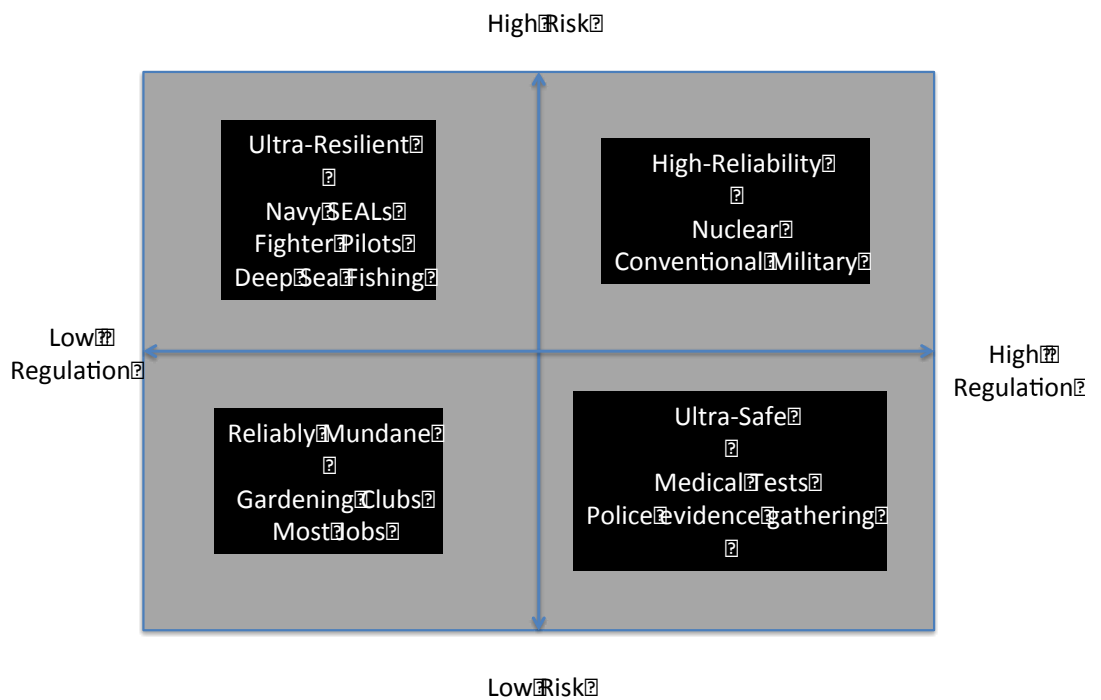 High Risk
Ultra-Resilient
Navy SEALs
Fighter Pilots
Deep Sea Fishing
High-Reliability
Nuclear
Conventional Military
Low
Regulation
High
Regulation
Reliably Mundane
Gardening Clubs
Most Jobs
Ultra-Safe
Medical Tests
Police evidence gathering
Low Risk